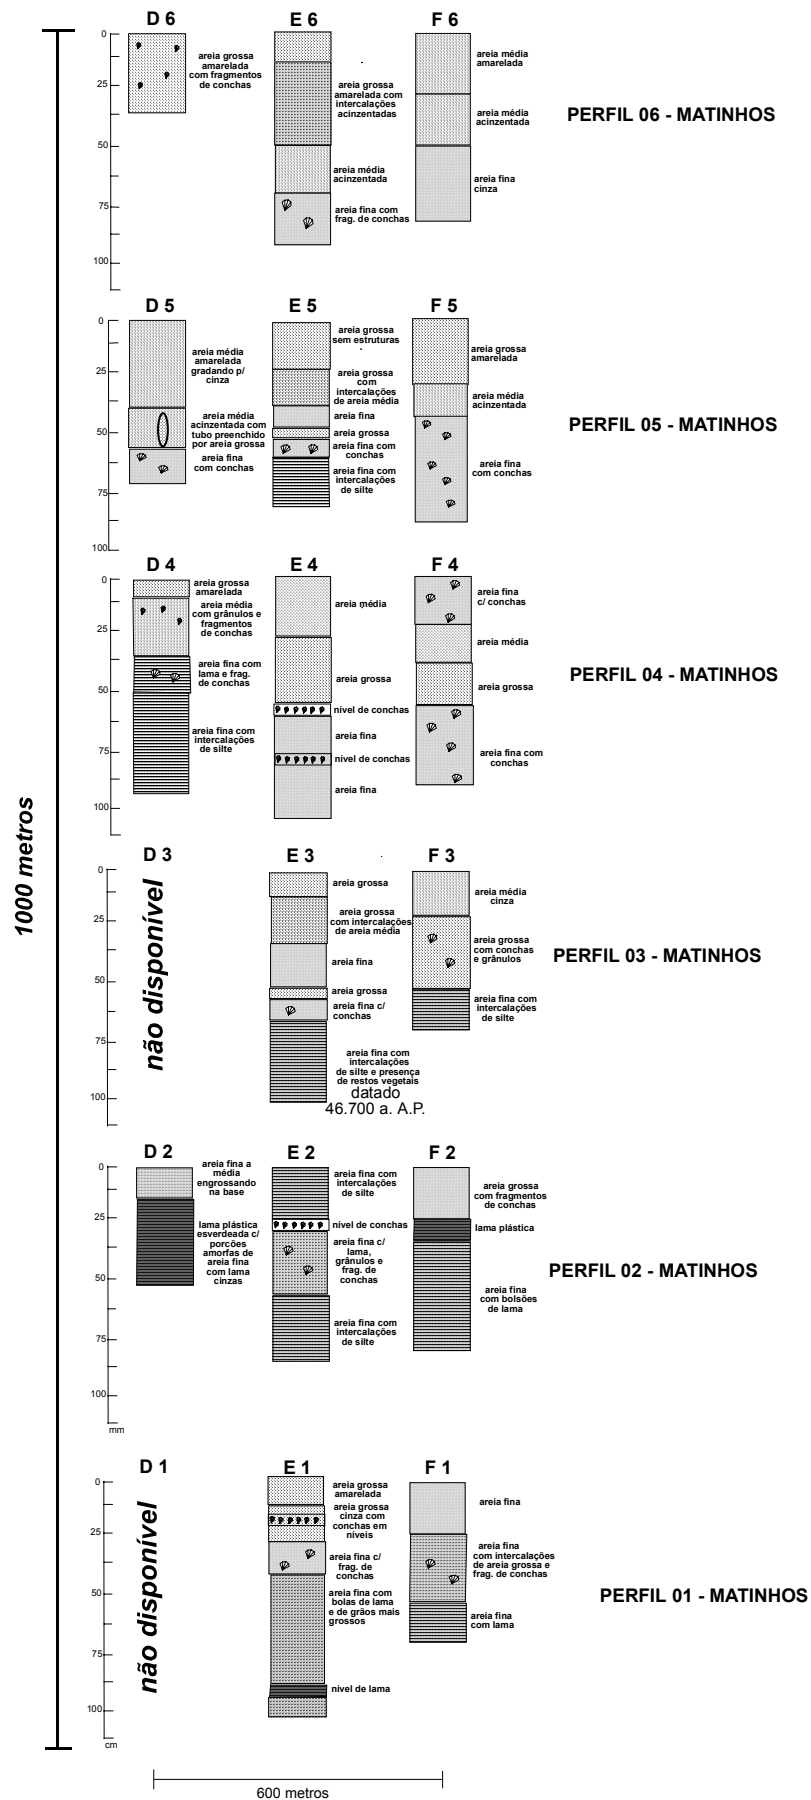 D 6
E 6
F 6
0
25
50
75
100
areia grossa
amarelada
com fragmentos
de conchas
areia grossa
amarelada com
intercalações
acinzentadas
areia média
acinzentada
areia fina com
frag. de conchas
areia média
amarelada
areia média
acinzentada
areia fina
cinza
PERFIL 06 - MATINHOS
D 5
E 5
F 5
0
25
50
75
100
areia média
amarelada
gradando p/
cinza
areia média
acinzentada com
tubo preenchido
por areia grossa
areia fina
com conchas
areia grossa
sem estruturas
areia grossa
com
intercalações
de areia média
areia fina
areia grossa
areia fina com
conchas
areia fina com
intercalações
de silte
areia grossa
amarelada
areia média
acinzentada
areia fina
com conchas
PERFIL 05 - MATINHOS
D 4
E 4
F 4
0
25
50
75
100
areia grossa
amarelada
areia média
com grânulos e
fragmentos
de conchas
areia fina com
lama e frag.
de conchas
areia fina com
intercalações
de silte
areia média
areia grossa
nível de conchas
areia fina
nível de conchas
areia fina
areia fina
c/ conchas
areia média
areia grossa
areia fina com
conchas
PERFIL 04 - MATINHOS
1000 metros
D 3
E 3
F 3
0
25
50
75
100
não disponível
areia grossa
areia grossa
com intercalações
de areia média
areia fina
areia grossa
areia fina c/
conchas
areia fina com
intercalações
de silte e presença
de restos vegetais
datado
46.700 a. A.P.
areia média
cinza
areia grossa
com conchas
e grânulos
areia fina com
intercalações
de silte
PERFIL 03 - MATINHOS
D 2
E 2
F 2
0
25
50
75
100
mm
areia fina a
média
engrossando
na base
lama plástica
esverdeada c/
porcões
amorfas de
areia fina
com lama
cinzas
areia fina com
intercalações
de silte
nível de conchas
areia fina c/
lama,
grânulos e
frag. de
conchas
areia fina com
intercalações
de silte
areia grossa
com fragmentos
de conchas
lama plástica
areia fina
com bolsões
de lama
PERFIL 02 - MATINHOS
D 1
E 1
F 1
0
25
50
75
100
cm
não disponível
areia grossa
amarelada
areia grossa
cinza com
conchas em
níveis
areia fina c/
frag. de
conchas
areia fina com
bolas de lama
e de grãos mais
grossos
nível de lama
areia fina
areia fina
com intercalações
de areia grossa e
frag. de conchas
areia fina
com lama
PERFIL 01 - MATINHOS
600 metros